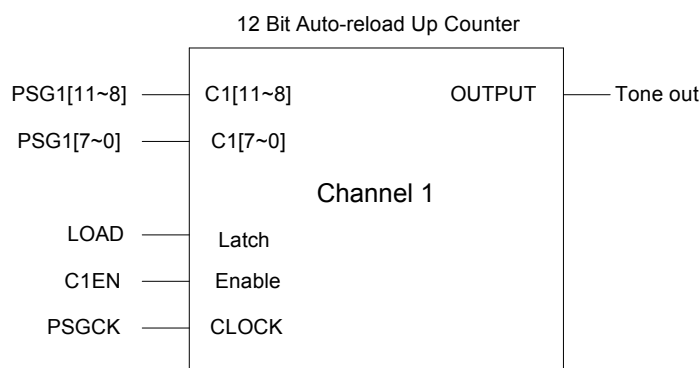 12 Bit Auto-reload Up Counter
PSG1[11~8] C1[11~8] OUTPUT Tone out
PSG1[7~0] C1[7~0]
Channel 1
LOAD Latch
C1EN Enable
PSGCK CLOCK